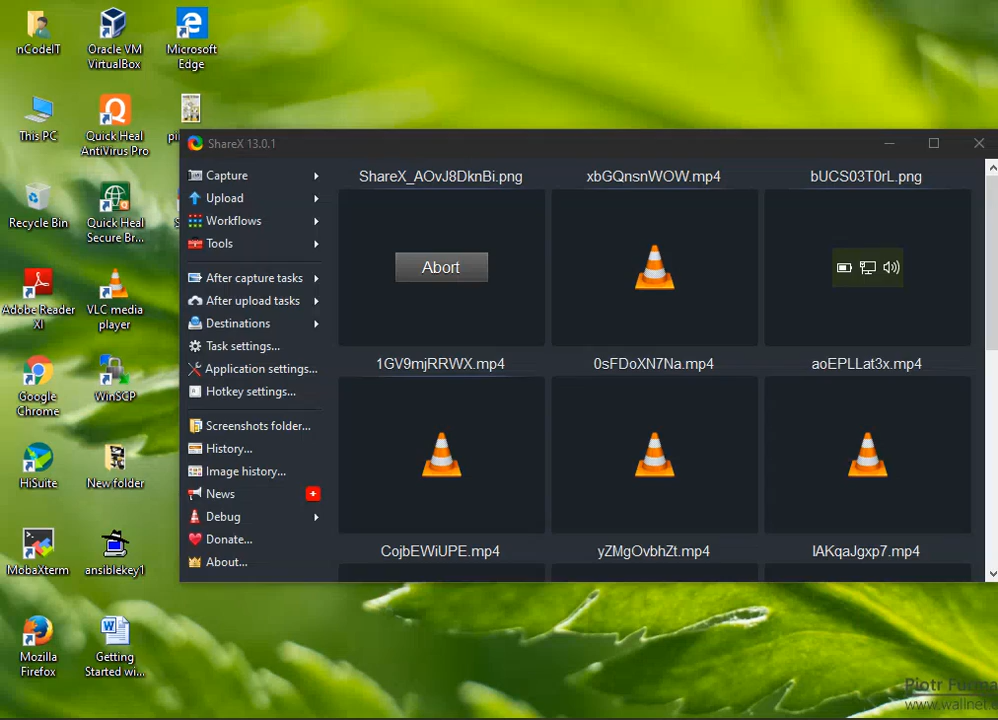 nCodeIT
Oracle VM
VirtualBox
Microsoft
Edge
This PC
Quick Heal
AntiVirus Pro
Recycle Bin
Quick Heal
Secure Br...
Adobe Reader
XI
VLC media
player
Google
Chrome
WinSCP
HiSuite
New folder
MobaXterm
ansiblekey1
Mozilla
Firefox
Getting
Started wi...
ShareX 13.0.1
Capture
Upload
Workflows
Tools
After capture tasks
After upload tasks
Destinations
Task settings...
Application settings...
Hotkey settings...
Screenshots folder...
History...
Image history...
News
+
Debug
Donate...
About...
ShareX_AOvJ8DknBi.png
xbGQnsnWOW.mp4
bUCS03T0rL.png
Abort
1GV9mjRRWX.mp4
0sFDoXN7Na.mp4
aoEPLLat3x.mp4
CojbEWiUPE.mp4
yZMgOvbhZt.mp4
lAKqaJgxp7.mp4
Piotr
www.wallnet.